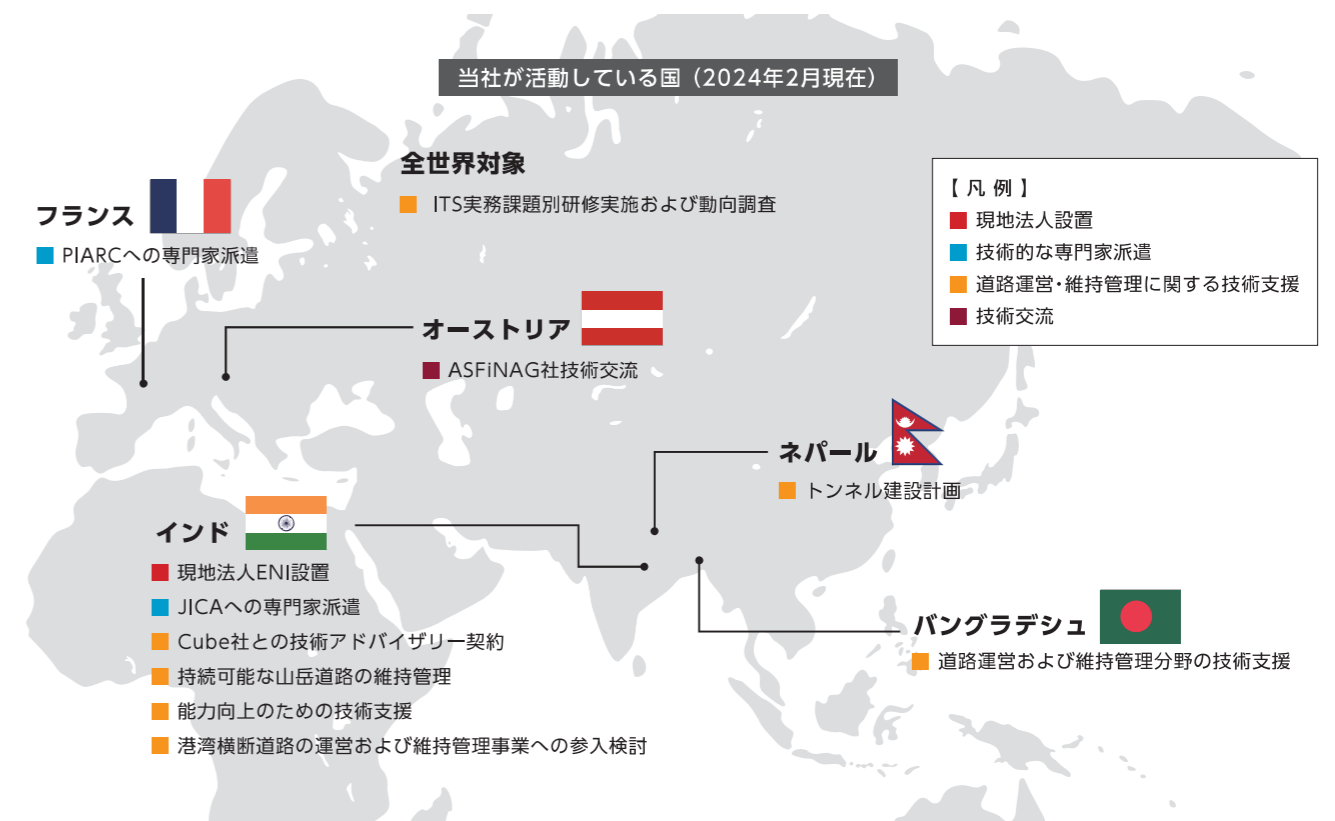 当社が活動している国（2024年2月現在）
全世界対象
ITS実務課題別研修実施および動向調査
フランス
PIARCへの専門家派遣
【凡例】
現地法人設置
技術的な専門家派遣
道路運営・維持管理に関する技術支援
技術交流
オーストリア
ASFiNAG社技術交流
ネパール
トンネル建設計画
インド
現地法人ENI設置
JICAへの専門家派遣
Cube社との技術アドバイザリー契約
持続可能な山岳道路の維持管理
能力向上のための技術支援
港湾横断道路の運営および維持管理事業への参入検討
バングラデシュ
道路運営および維持管理分野の技術支援